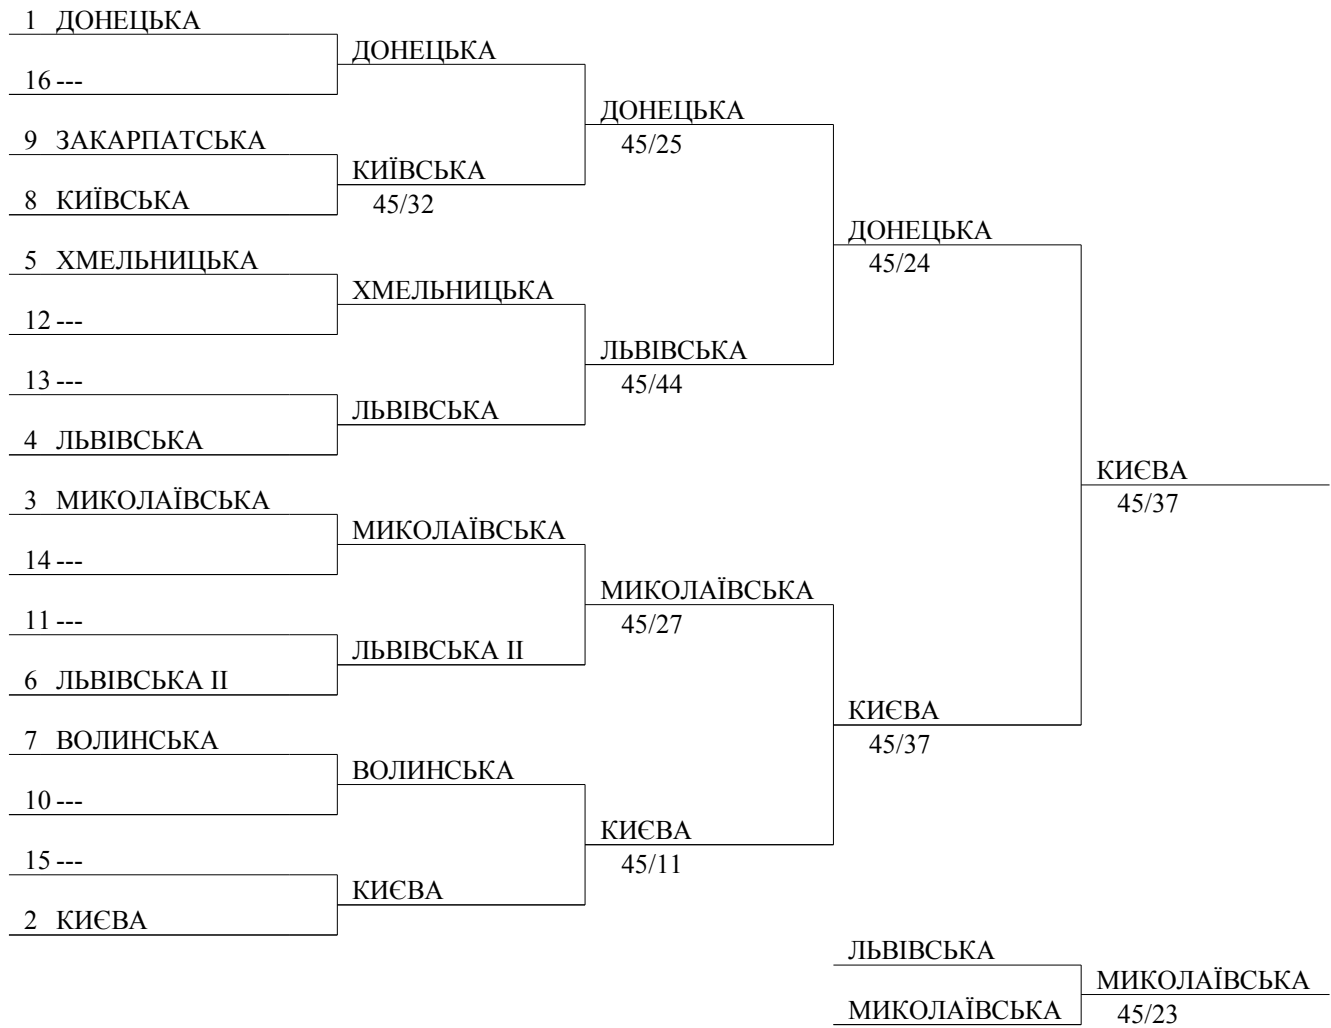 1 ДОНЕЦЬКА
16 ---
9 ЗАКАРПАТСЬКА
8 КИЇВСЬКА
5 ХМЕЛЬНИЦЬКА
12 ---
13 ---
4 ЛЬВІВСЬКА
3 МИКОЛАЇВСЬКА
14 ---
11 ---
6 ЛЬВІВСЬКА II
7 ВОЛИНСЬКА
10 ---
15 ---
2 КИЄВА
ДОНЕЦЬКА
КИЇВСЬКА
45/32
ХМЕЛЬНИЦЬКА
ЛЬВІВСЬКА
МИКОЛАЇВСЬКА
ЛЬВІВСЬКА II
ВОЛИНСЬКА
КИЄВА
ДОНЕЦЬКА
45/25
ЛЬВІВСЬКА
45/44
МИКОЛАЇВСЬКА
45/27
КИЄВА
45/11
ДОНЕЦЬКА
45/24
КИЄВА
45/37
КИЄВА
45/37
ЛЬВІВСЬКА
МИКОЛАЇВСЬКА
МИКОЛАЇВСЬКА
45/23